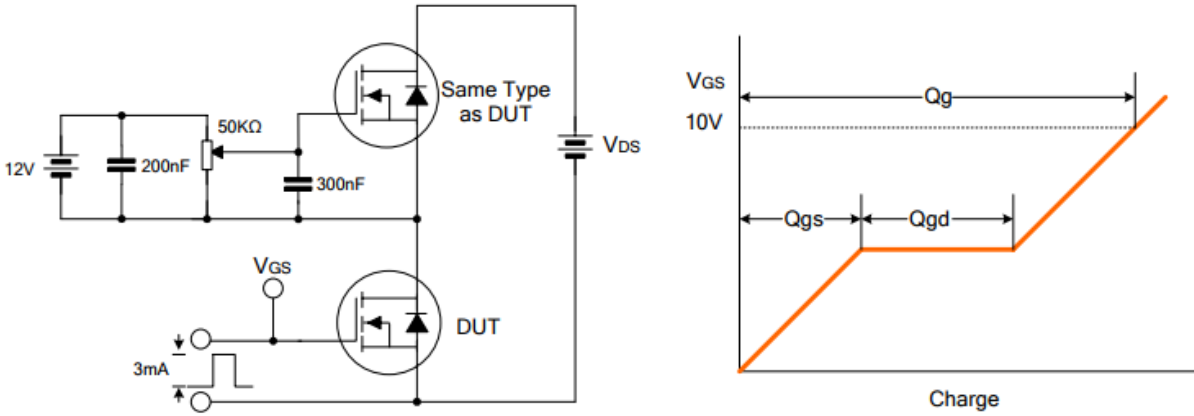 Same Type
as DUT
50KΩ
12V
200nF
300nF
VDS
VGS
DUT
3mA
VGS
Qg
10V
Qgs
Qgd
Charge